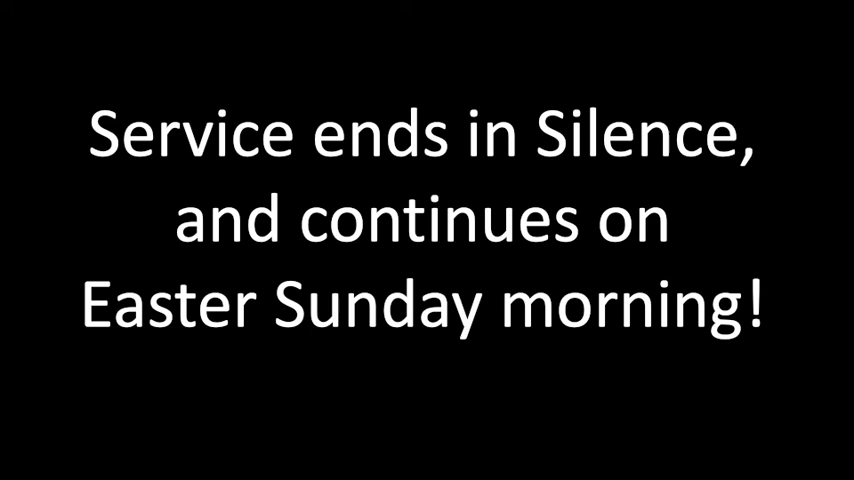 Service ends in Silence,
and continues on
Easter Sunday morning!